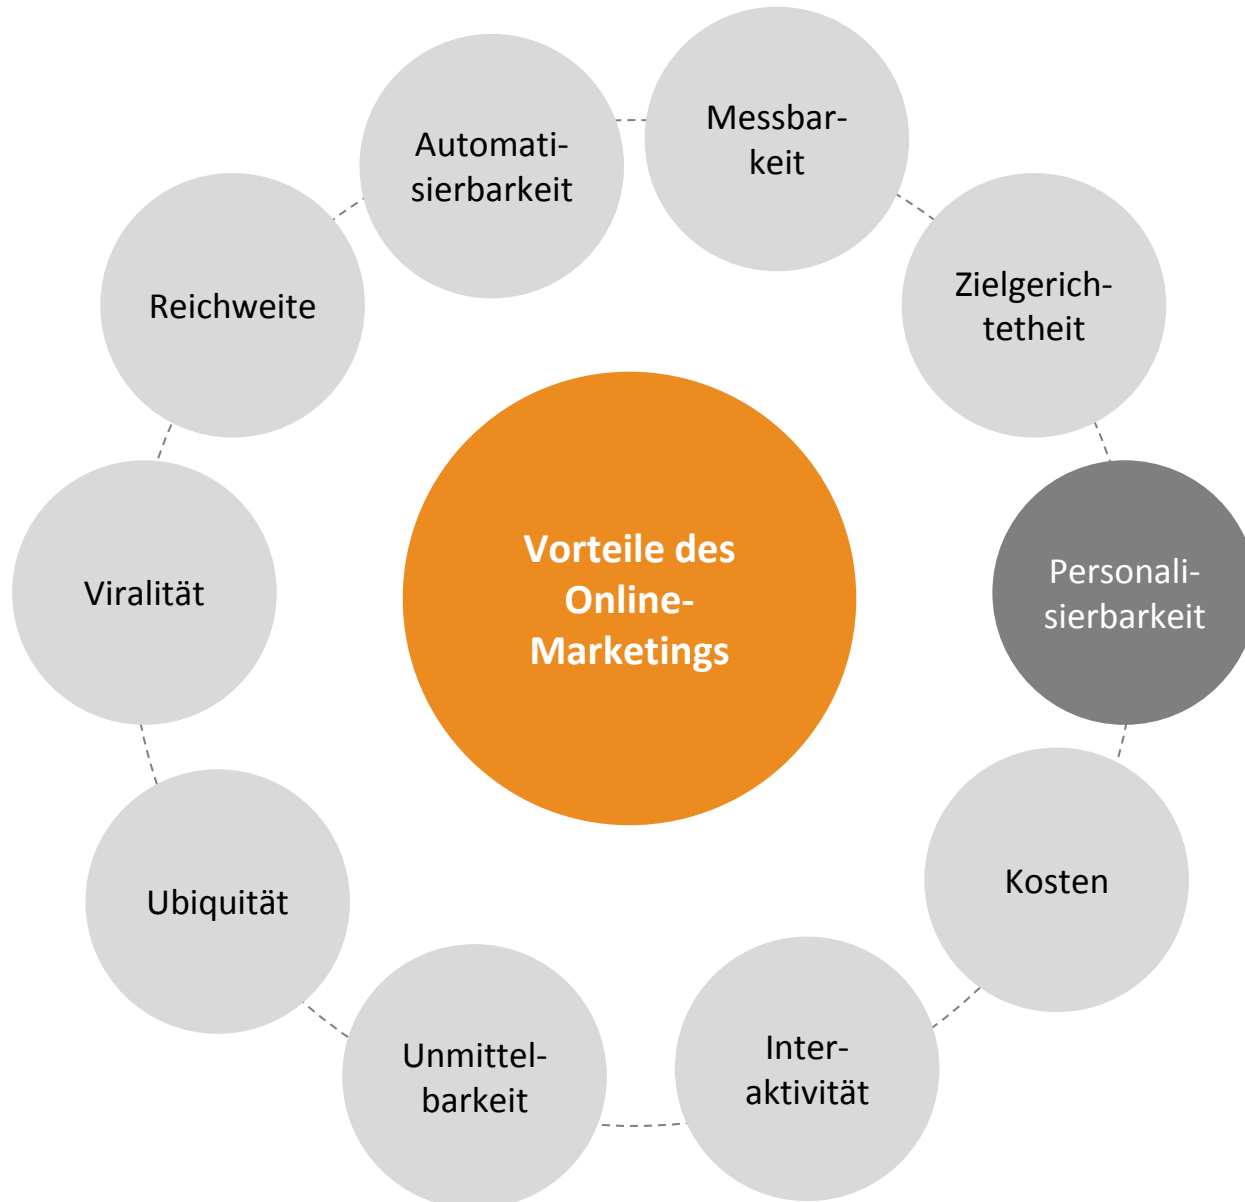 Messbar-
keit
Automati-
sierbarkeit
Zielgerich-
tetheit
Reichweite
Vorteile des
Online-
Marketings
Personali-
sierbarkeit
Viralität
Kosten
Ubiquität
Inter-
aktivität
Unmittel-
barkeit